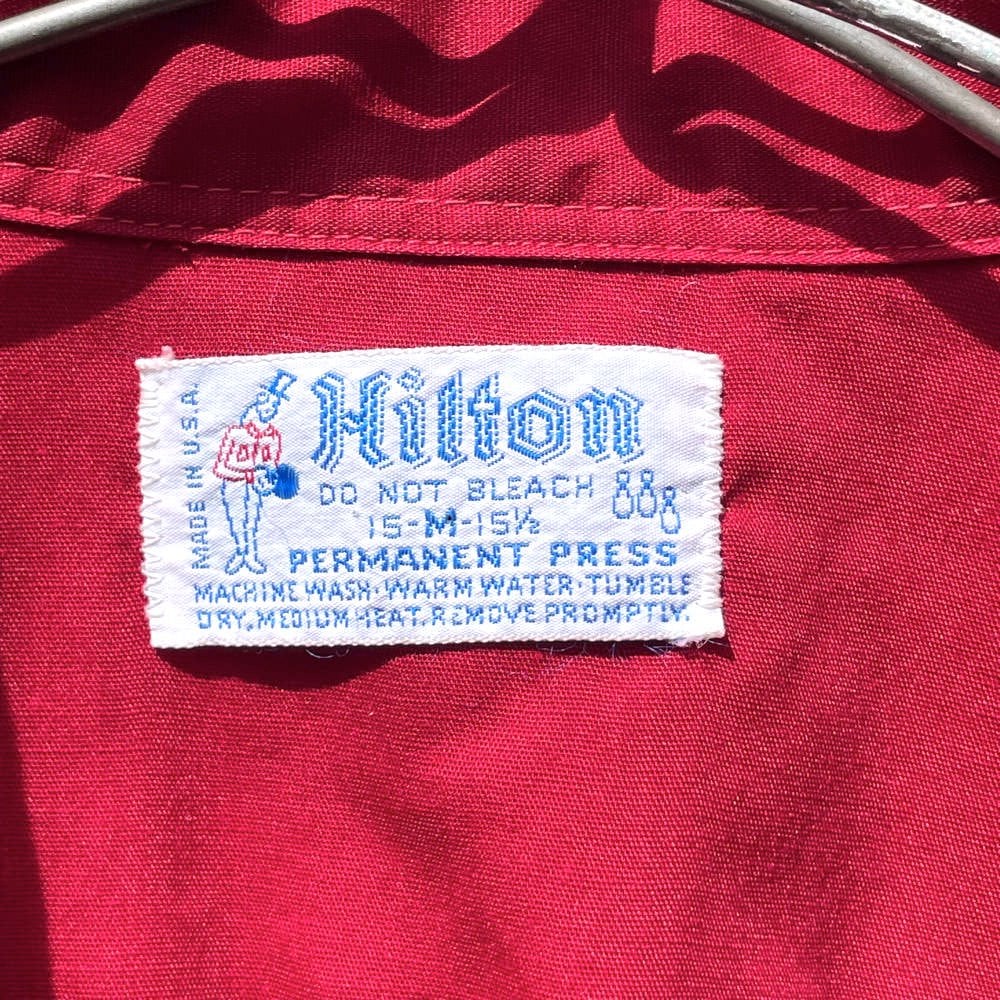 MADE IN U.S.A.
Hilton
DO NOT BLEACH
15-M-15½
PERMANENT PRESS
MACHINE WASH·WARM WATER·TUMBLE
DRY, MEDIUM HEAT. REMOVE PROMPTLY.